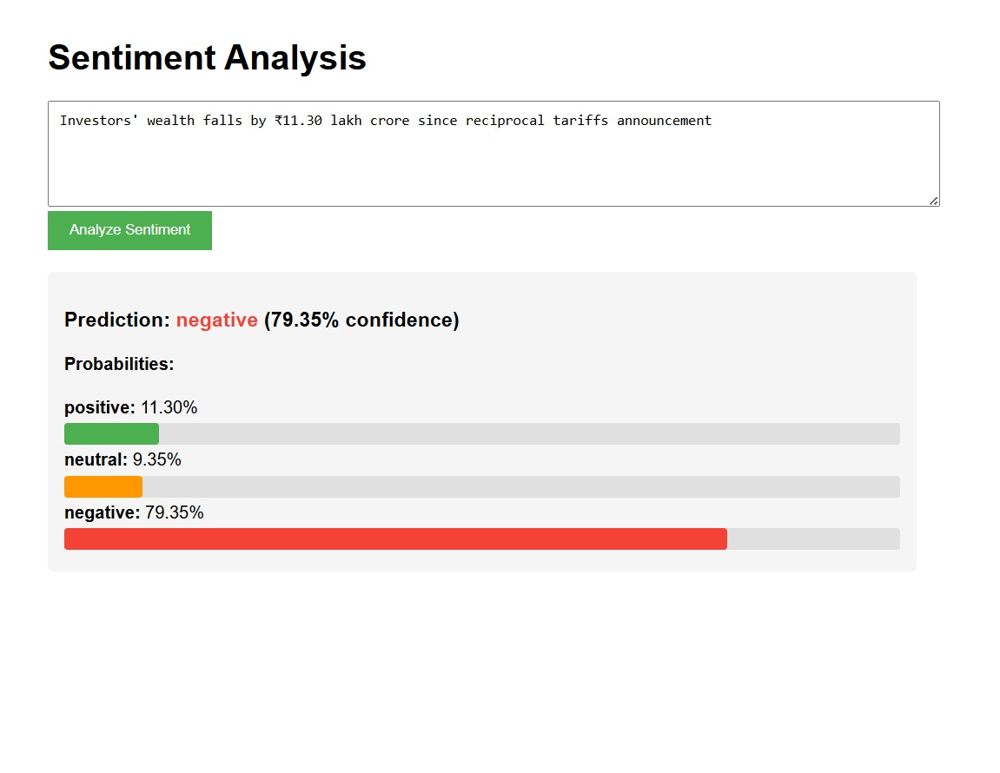 Sentiment Analysis
Investors' wealth falls by ₹11.30 lakh crore since reciprocal tariffs announcement
Analyze Sentiment
Prediction: negative (79.35% confidence)
Probabilities:
positive: 11.30%
neutral: 9.35%
negative: 79.35%